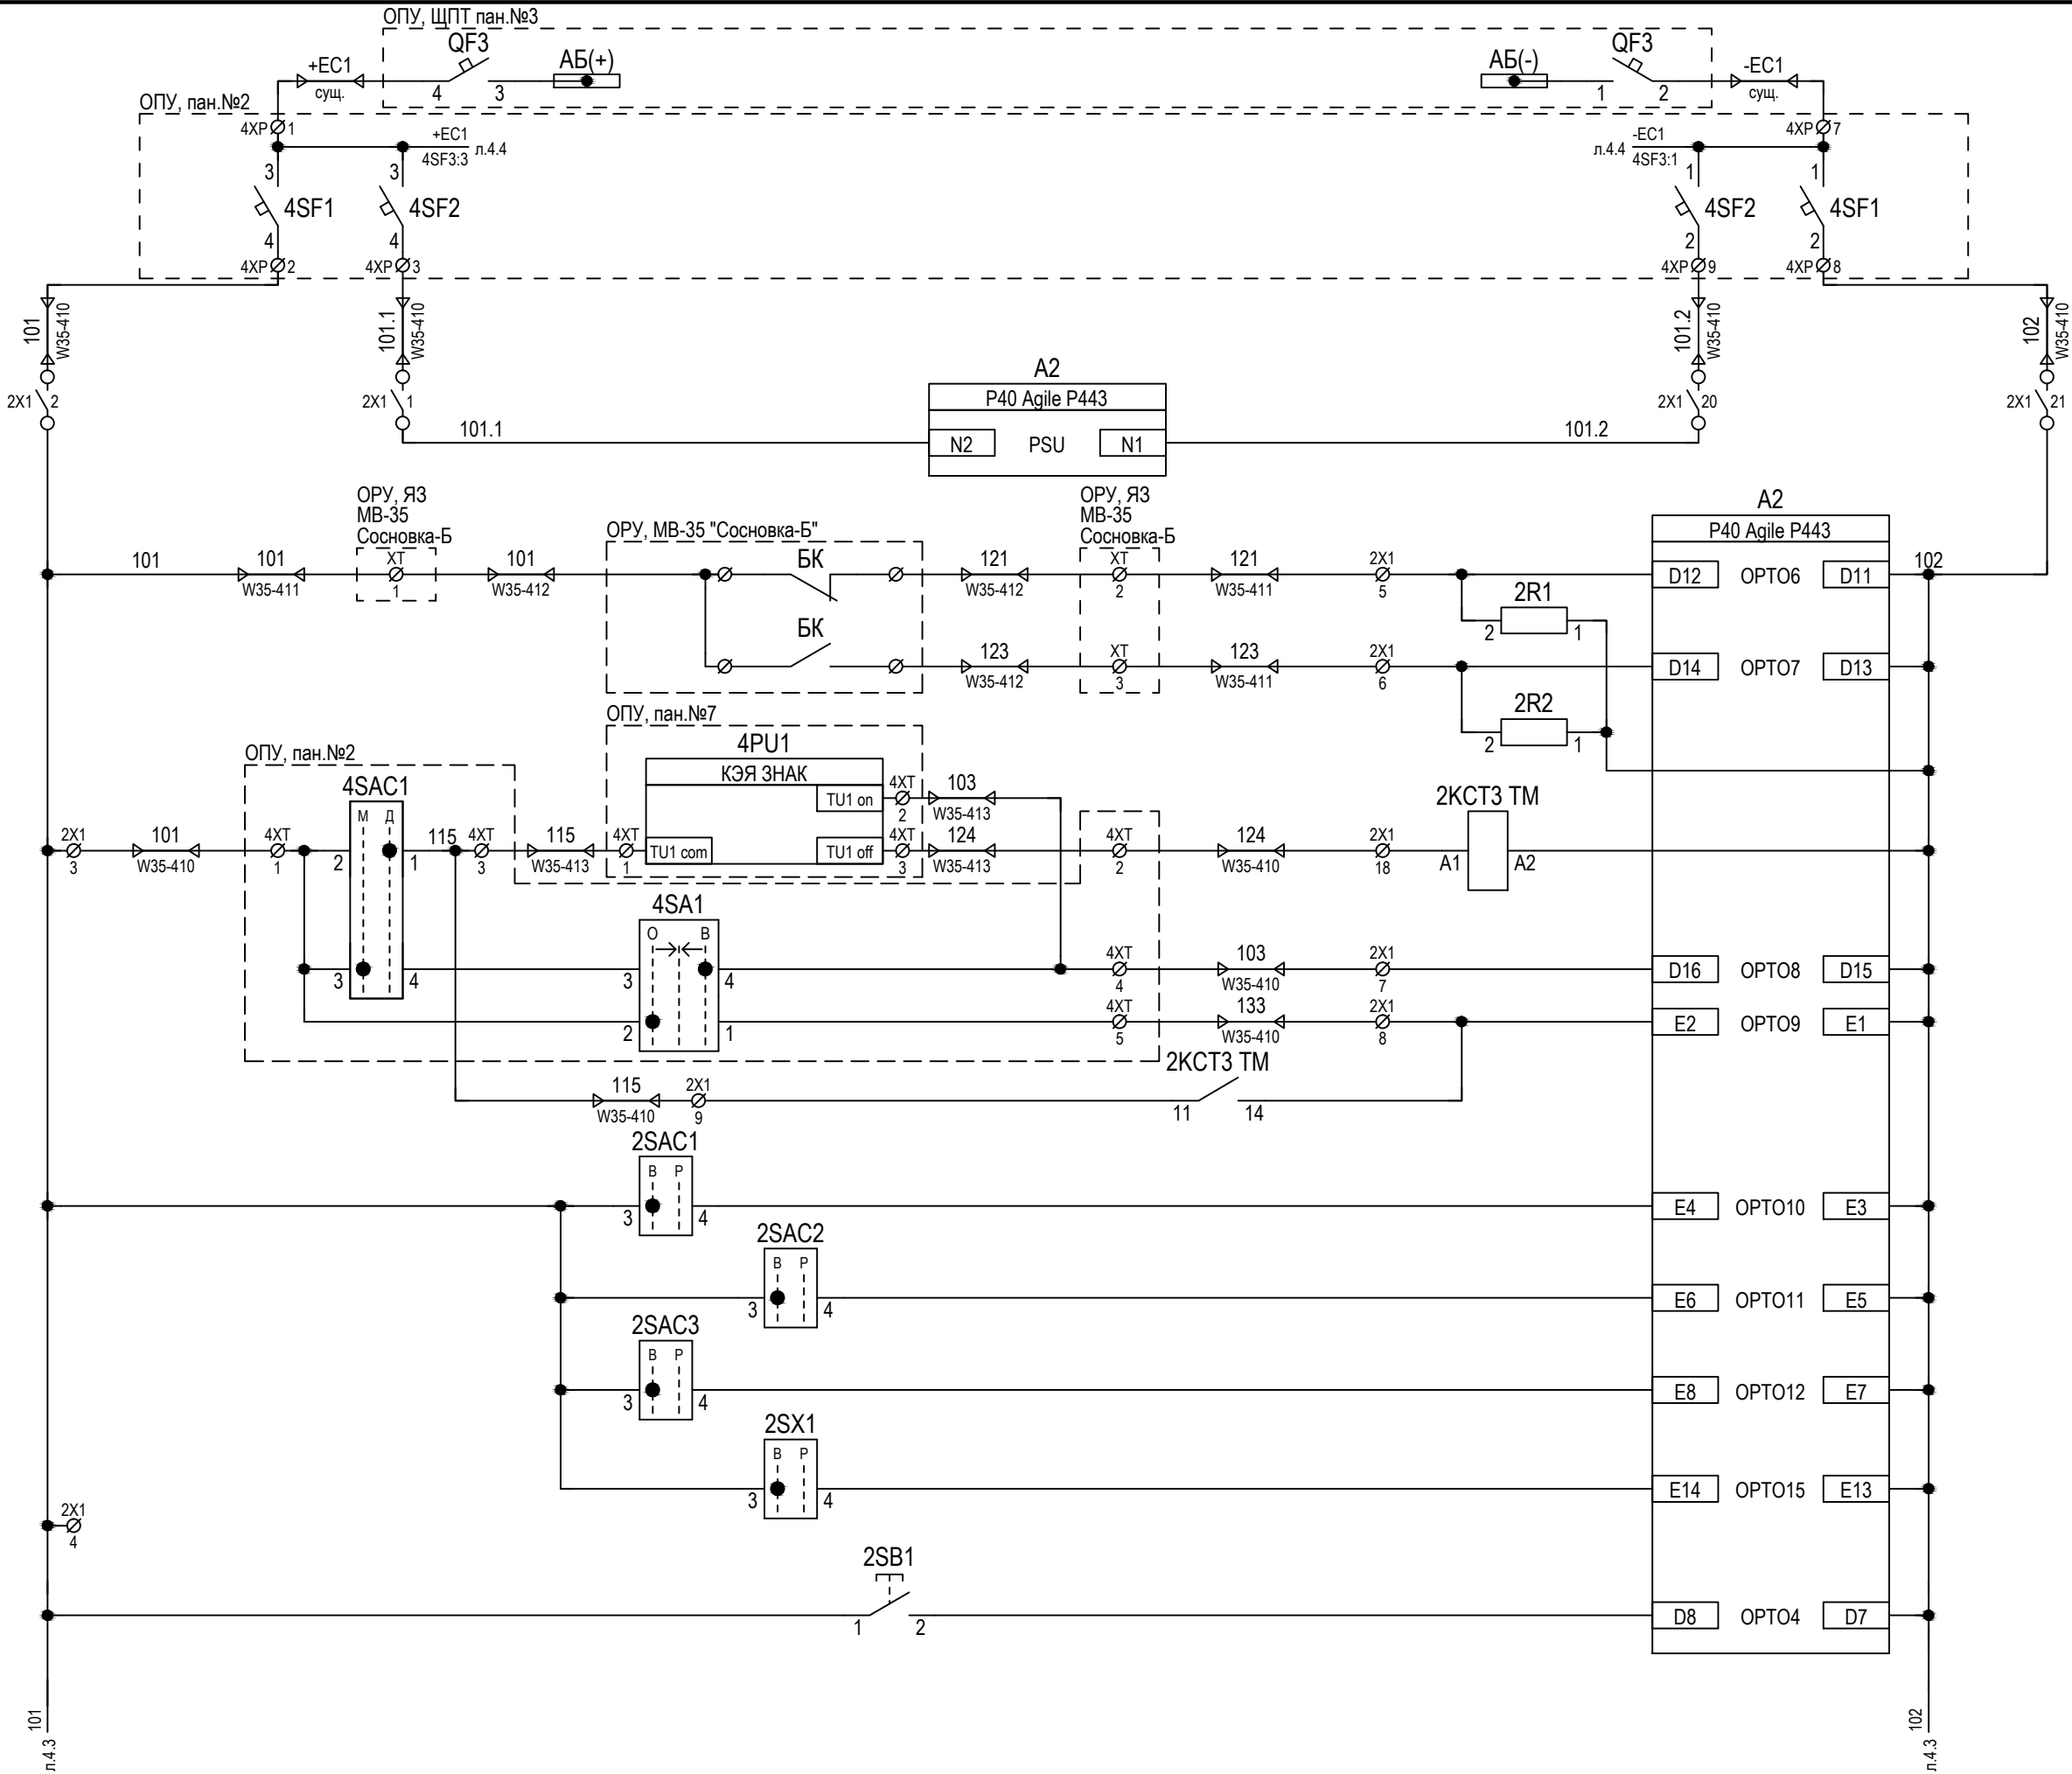 ОПУ, ЩПТ пан.№3
QF3
АБ(+)
АБ(-)
QF3
+EC1
сущ.
4
3
1
2
-EC1
сущ.
ОПУ, пан.№2
4XP
1
+EC1
4SF3:3
л.4.4
л.4.4
-EC1
4SF3:1
4XP
7
3
4SF1
4
3
4SF2
4
1
4SF2
2
1
4SF1
2
4XP
2
4XP
3
4XP
9
4XP
8
101
W35-410
101.1
W35-410
101.2
W35-410
102
W35-410
2X1
2
2X1
1
2X1
20
2X1
21
A2
P40 Agile P443
N2
PSU
N1
101.1
101.2
ОРУ, ЯЗ
МВ-35
Сосновка-Б
ОРУ, МВ-35 "Сосновка-Б"
ОРУ, ЯЗ
МВ-35
Сосновка-Б
A2
P40 Agile P443
101
101
W35-411
XT
1
101
W35-412
БК
121
W35-412
XT
2
121
W35-411
2X1
5
D12
OPTO6
D11
102
2R1
2
1
БК
123
W35-412
XT
3
123
W35-411
2X1
6
D14
OPTO7
D13
2R2
2
1
ОПУ, пан.№2
ОПУ, пан.№7
4SAC1
М
Д
4PU1
КЭЯ ЗНАК
TU1 on
TU1 com
TU1 off
4XT
2
103
W35-413
2KCT3 TM
2X1
3
101
W35-410
4XT
1
2
1
115
4XT
3
115
W35-413
4XT
1
4XT
3
124
W35-413
4XT
2
124
W35-410
2X1
18
A1
A2
4SA1
О
В
3
4
3
4
4XT
4
103
W35-410
2X1
7
D16
OPTO8
D15
2
1
4XT
5
133
W35-410
2X1
8
E2
OPTO9
E1
115
W35-410
2X1
9
2KCT3 TM
11
14
2SAC1
В
Р
3
4
E4
OPTO10
E3
2SAC2
В
Р
3
4
E6
OPTO11
E5
2SAC3
В
Р
3
4
E8
OPTO12
E7
2SX1
В
Р
3
4
E14
OPTO15
E13
2X1
4
2SB1
1
2
D8
OPTO4
D7
101
л.4.3
102
л.4.3